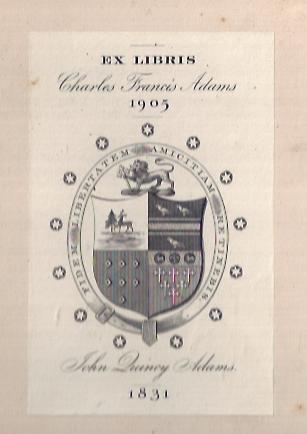 EX LIBRIS
Charles Francis Adams
1905
FIDEM LIBERTATEM AMICITIAM RETINEBIS
John Quincy Adams.
1831